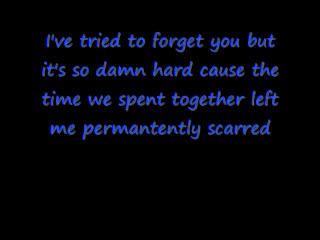 I've tried to forget you but
it's so damn hard cause the
time we spent together left
me permantently scarred